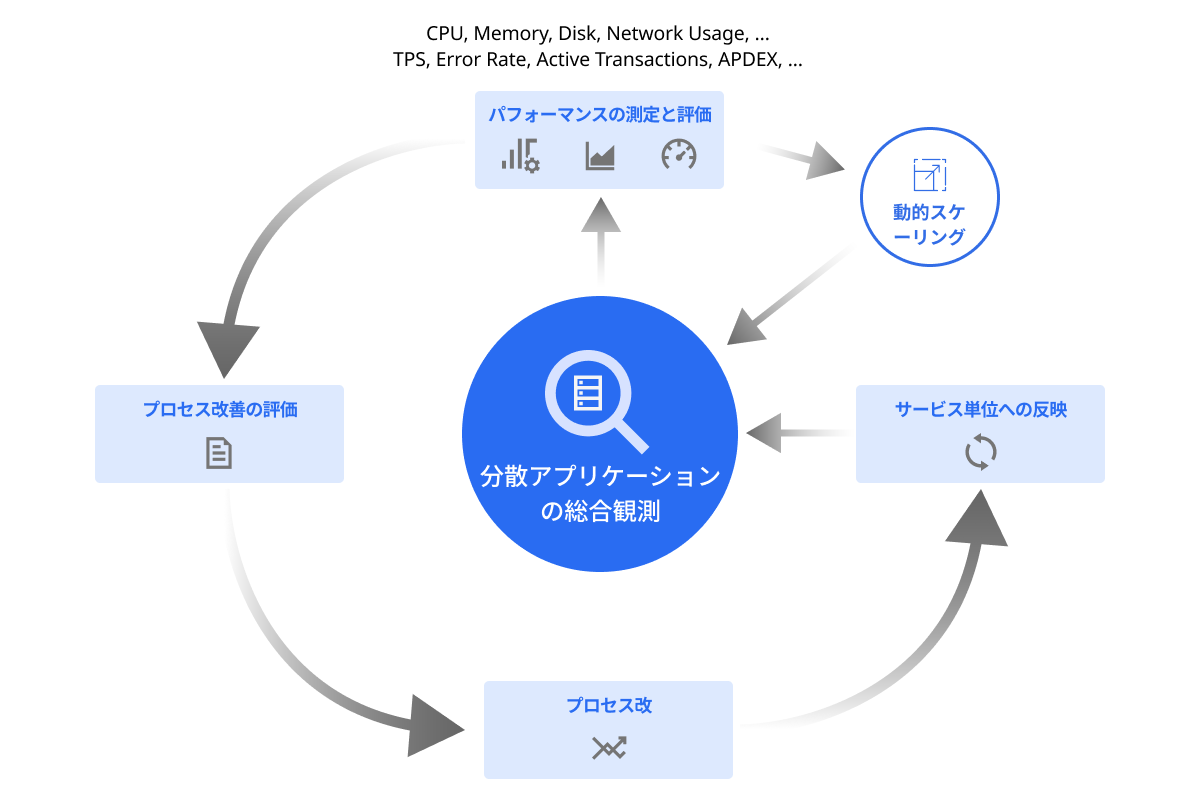 CPU, Memory, Disk, Network Usage, ...
TPS, Error Rate, Active Transactions, APDEX, ...
パフォーマンスの測定と評価
動的スケ
ーリング
プロセス改善の評価
分散アプリケーション
の総合観測
サービス単位への反映
プロセス改